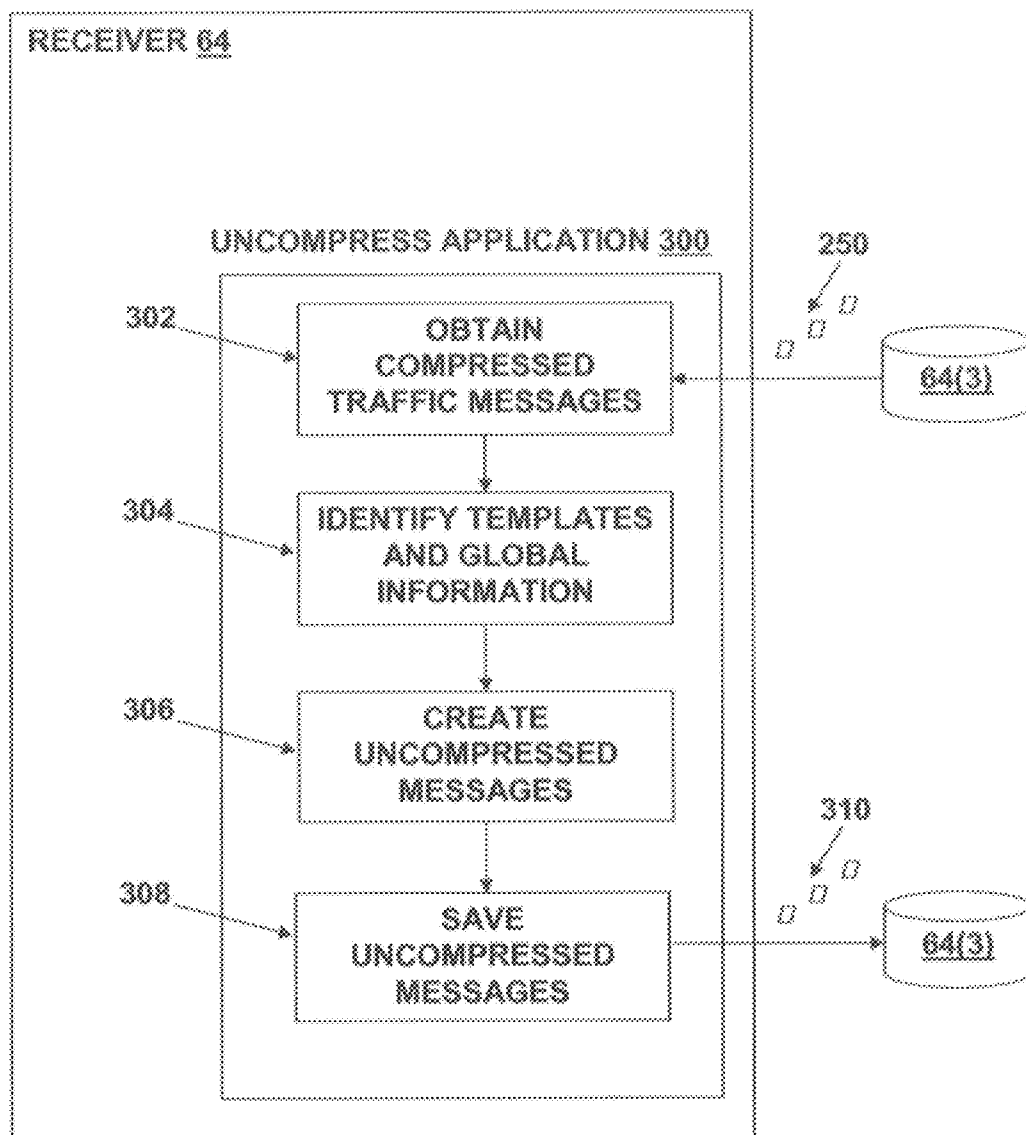 RECEIVER 64
UNCOMPRESS APPLICATION 300
250
302
OBTAIN
COMPRESSED
TRAFFIC MESSAGES
64(3)
304
IDENTIFY TEMPLATES
AND GLOBAL
INFORMATION
306
CREATE
UNCOMPRESSED
MESSAGES
310
308
SAVE
UNCOMPRESSED
MESSAGES
64(3)